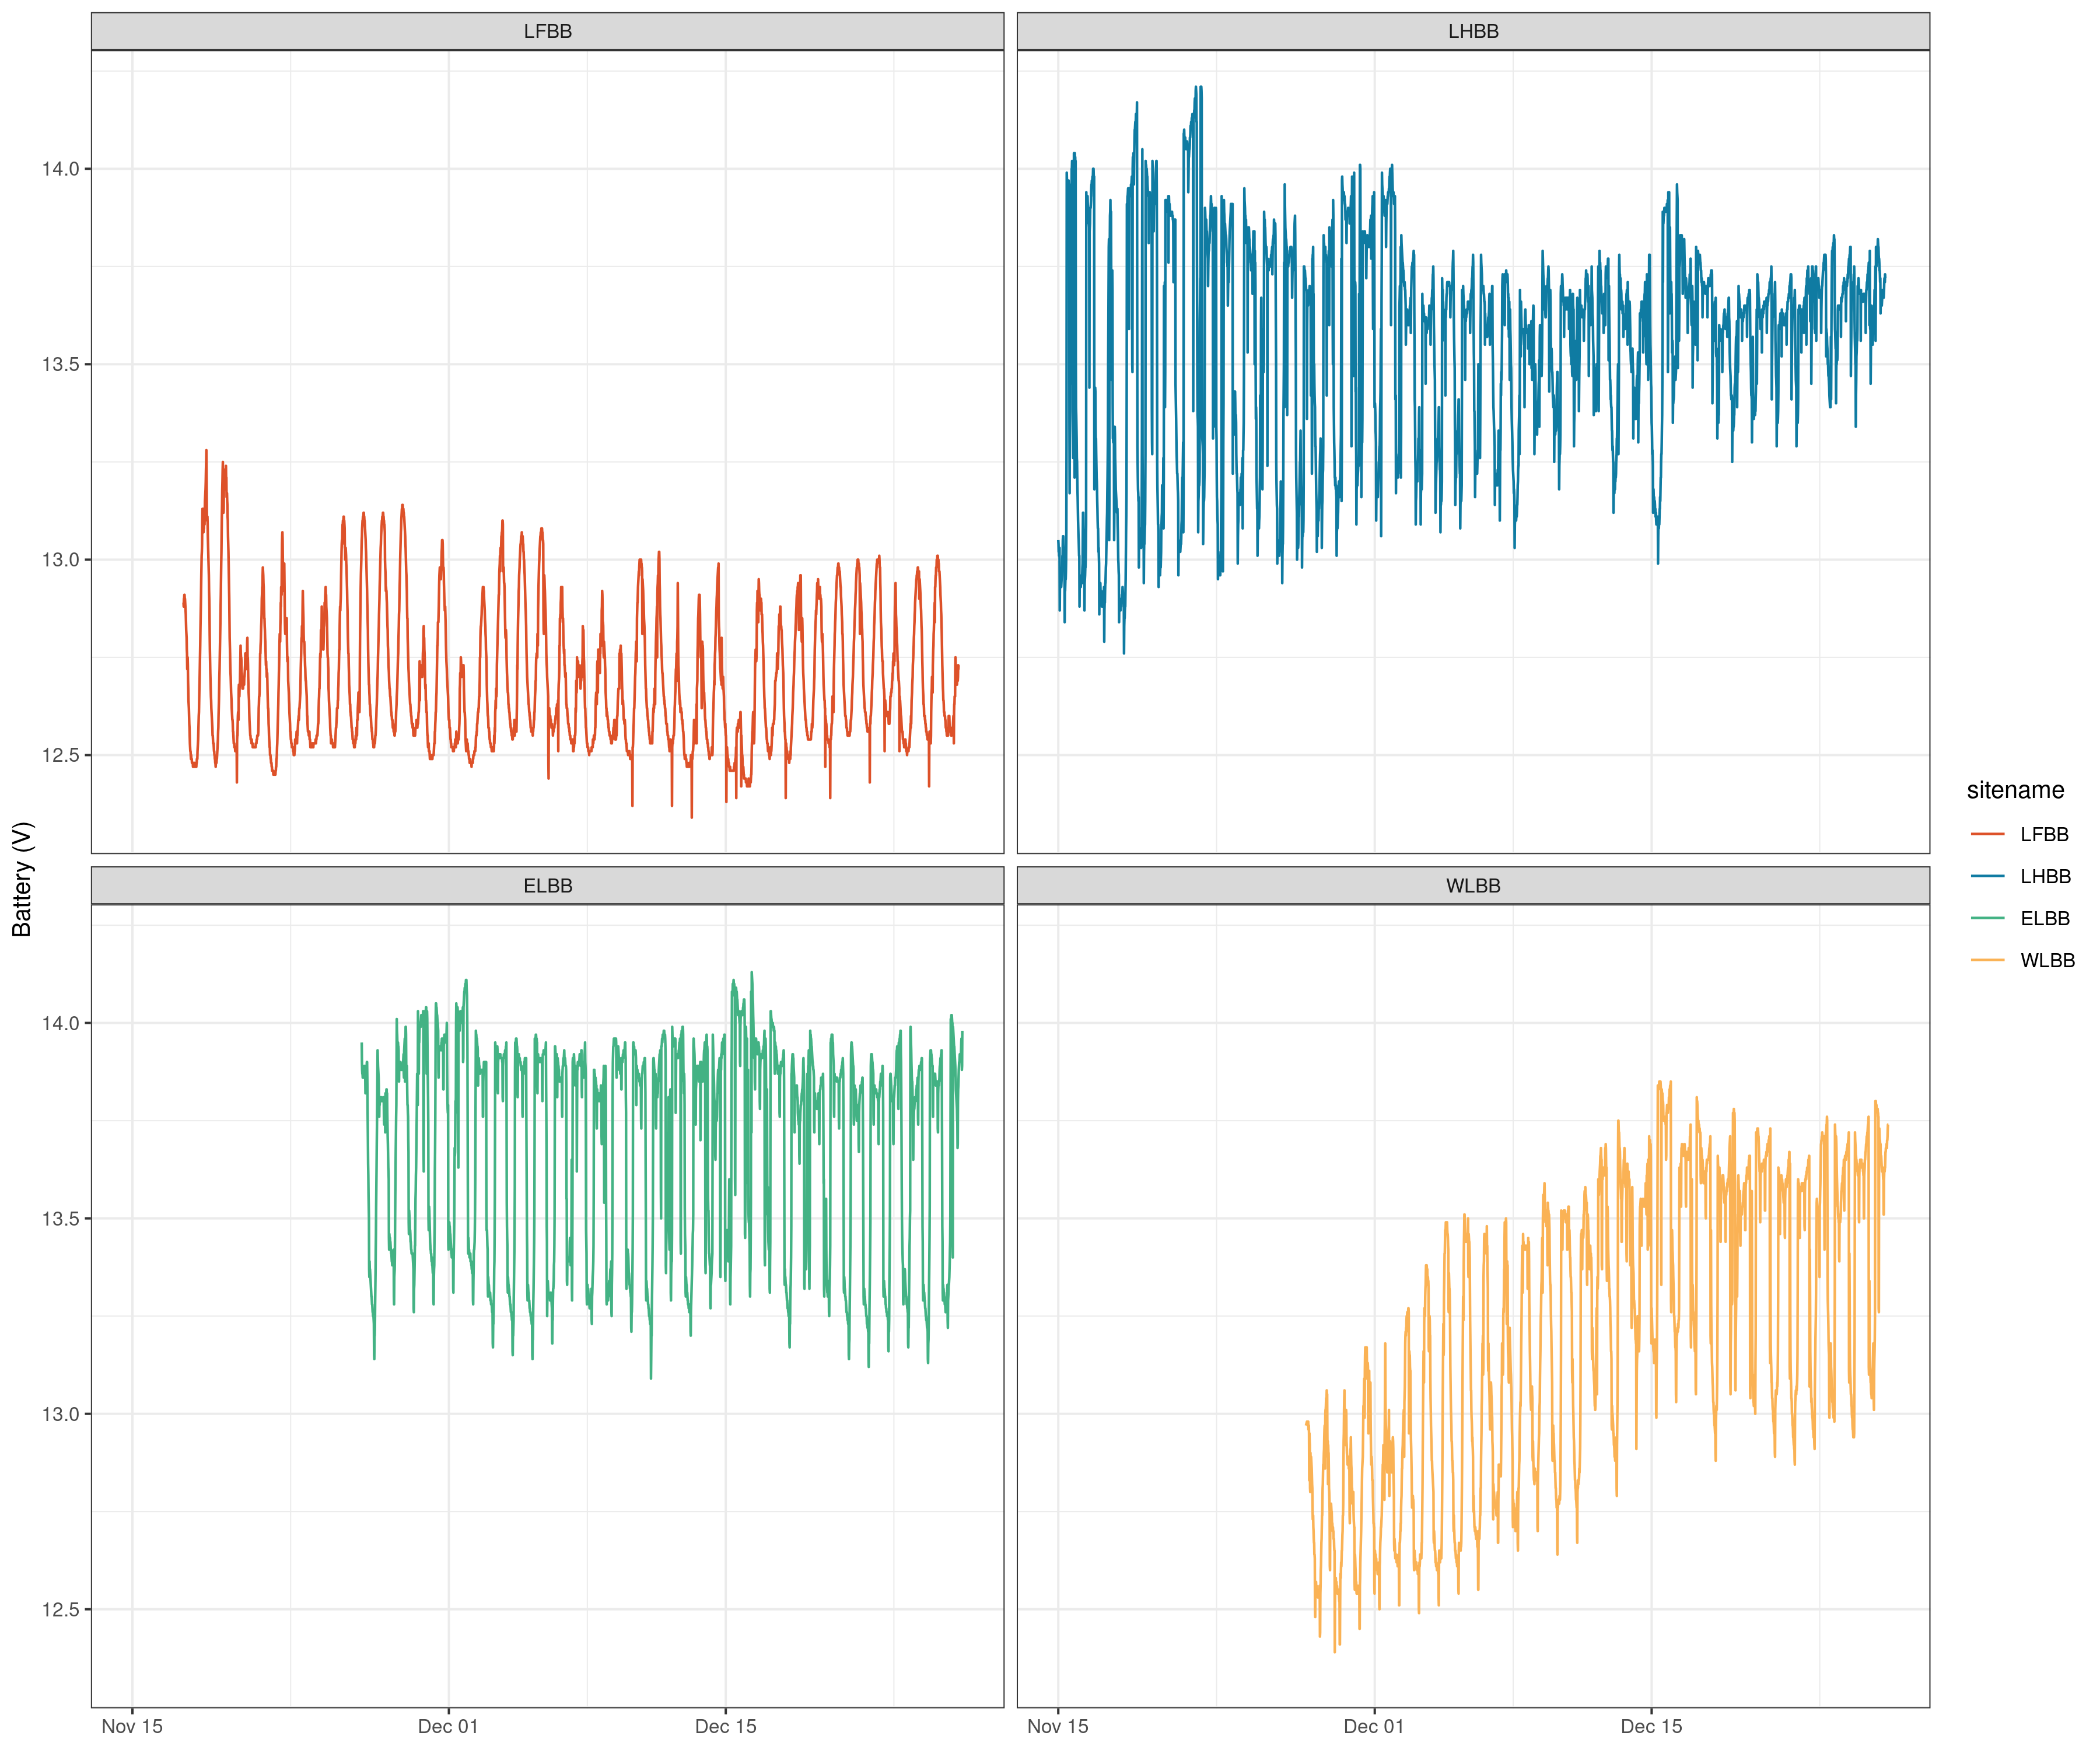 LFBB
LHBB
14.0
13.5
13.0
12.5
Battery (V)
ELBB
WLBB
14.0
13.5
13.0
12.5
Nov 15
Dec 01
Dec 15
Nov 15
Dec 01
Dec 15
sitename
LFBB
LHBB
ELBB
WLBB